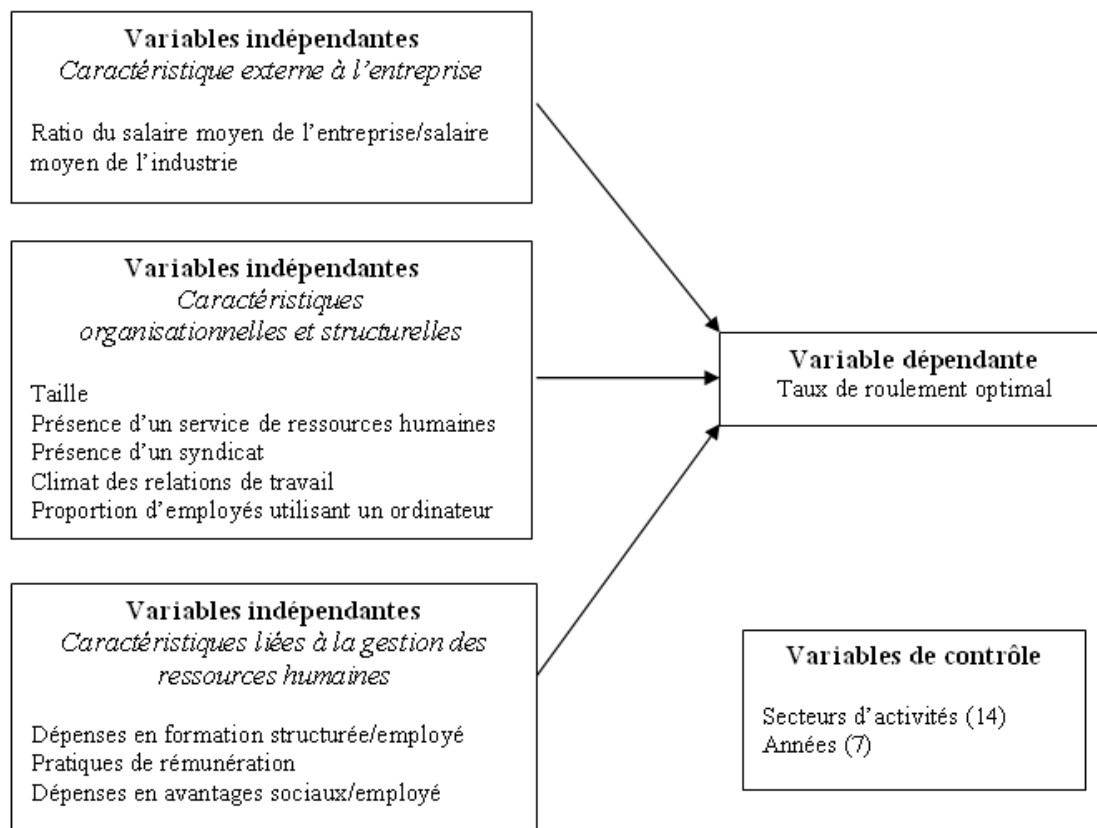 Variables indépendantes
Caractéristique externe à l'entreprise
Ratio du salaire moyen de l'entreprise/salaire
moyen de l'industrie
Variables indépendantes
Caractéristiques
organisationnelles et structurelles
Taille
Présence d'un service de ressources humaines
Présence d'un syndicat
Climat des relations de travail
Proportion d'employés utilisant un ordinateur
Variables indépendantes
Caractéristiques liées à la gestion des
ressources humaines
Dépenses en formation structurée/employé
Pratiques de rémunération
Dépenses en avantages sociaux/employé
Variable dépendante
Taux de roulement optimal
Variables de contrôle
Secteurs d'activités (14)
Années (7)